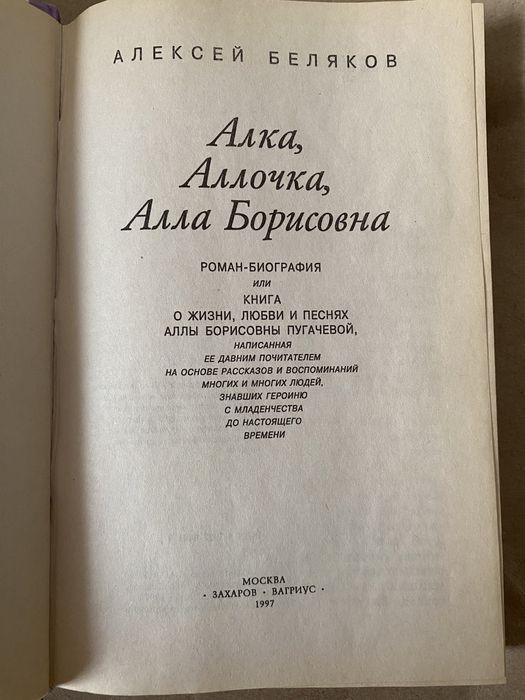 АЛЕКСЕЙ БЕЛЯКОВ
Алка,
Аллочка,
Алла Борисовна
РОМАН-БИОГРАФИЯ
ИЛИ
КНИГА
О ЖИЗНИ, ЛЮБВИ И ПЕСНЯХ
АЛЛЫ БОРИСОВНЫ ПУГАЧЕВОЙ,
НАПИСАННАЯ
ЕЕ ДАВНИМ ПОЧИТАТЕЛЕМ
НА ОСНОВЕ РАССКАЗОВ И ВОСПОМИНАНИЙ
МНОГИХ И МНОГИХ ЛЮДЕЙ,
ЗНАВШИХ ГЕРОИНЮ
С МЛАДЕНЧЕСТВА
ДО НАСТОЯЩЕГО
ВРЕМЕНИ
МОСКВА
· ЗАХАРОВ · ВАГРИУС ·
1997